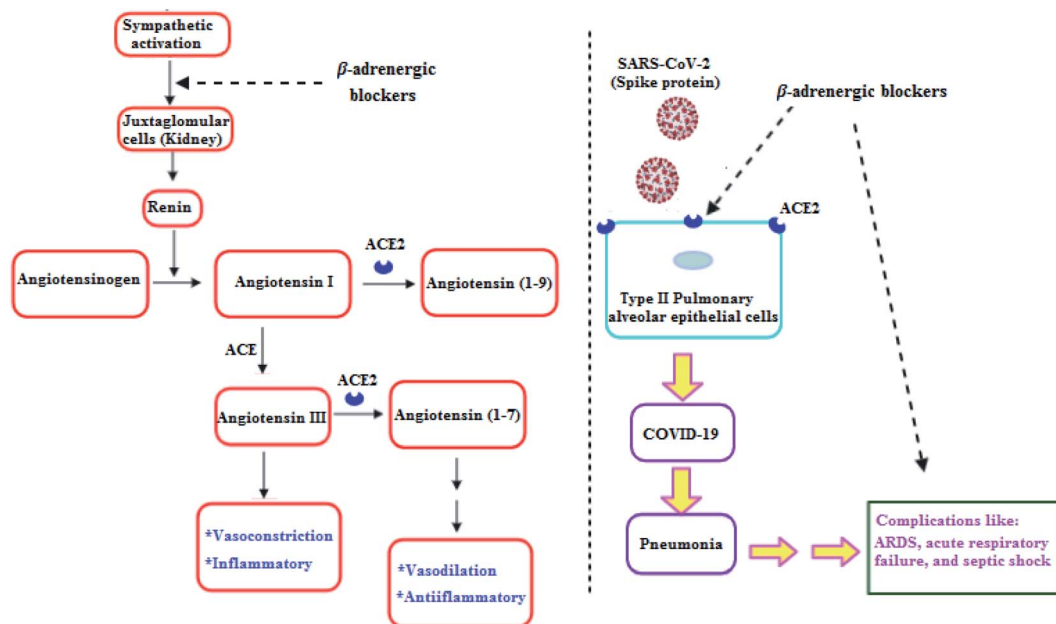 Sympathetic
activation
β-adrenergic
blockers
Juxtaglomular
cells (Kidney)
Renin
Angiotensinogen
Angiotensin I
ACE2
Angiotensin (1-9)
ACE
Angiotensin III
ACE2
Angiotensin (1-7)
*Vasoconstriction
*Inflammatory
*Vasodilation
*Antiiflammatory
SARS-CoV-2
(Spike protein)
β-adrenergic blockers
ACE2
Type II Pulmonary
alveolar epithelial cells
COVID-19
Pneumonia
Complications like:
ARDS, acute respiratory
failure, and septic shock